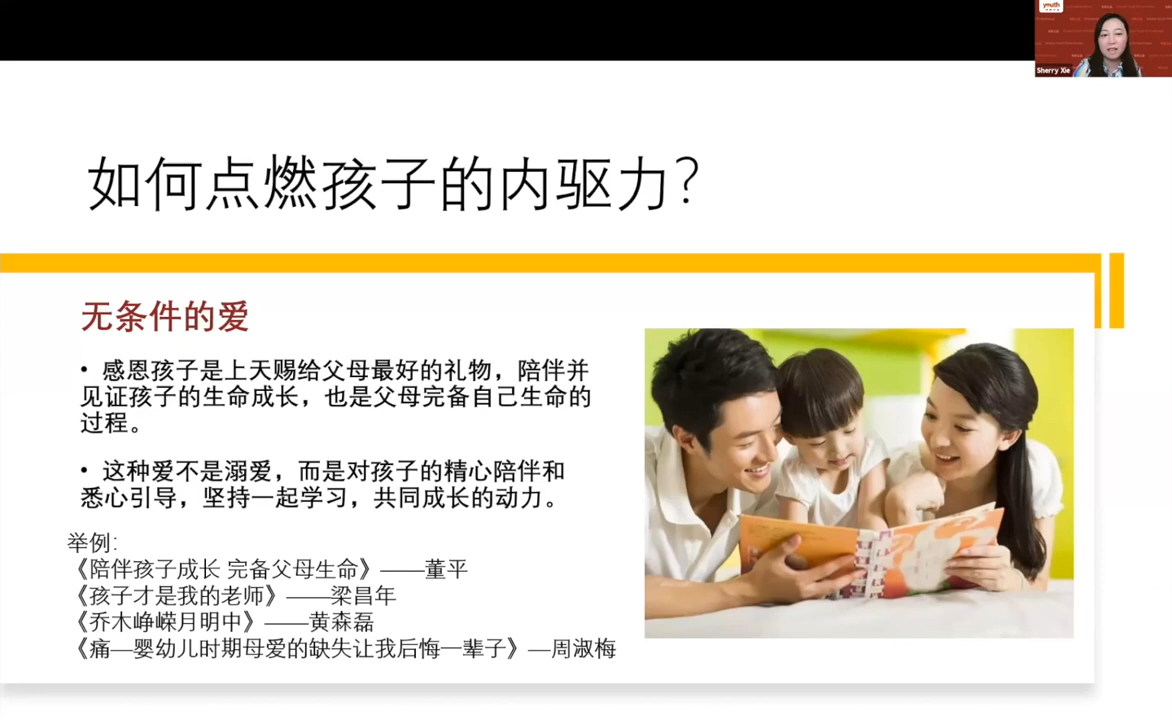 youth
Sherry Xie
如何点燃孩子的内驱力？
无条件的爱
• 感恩孩子是上天赐给父母最好的礼物，陪伴并
见证孩子的生命成长，也是父母完备自己生命的
过程。
• 这种爱不是溺爱，而是对孩子的精心陪伴和
悉心引导，坚持一起学习，共同成长的动力。
举例:
《陪伴孩子成长 完备父母生命》——董平
《孩子才是我的老师》——梁昌年
《乔木峥嵘月明中》——黄森磊
《痛—婴幼儿时期母爱的缺失让我后悔一辈子》—周淑梅